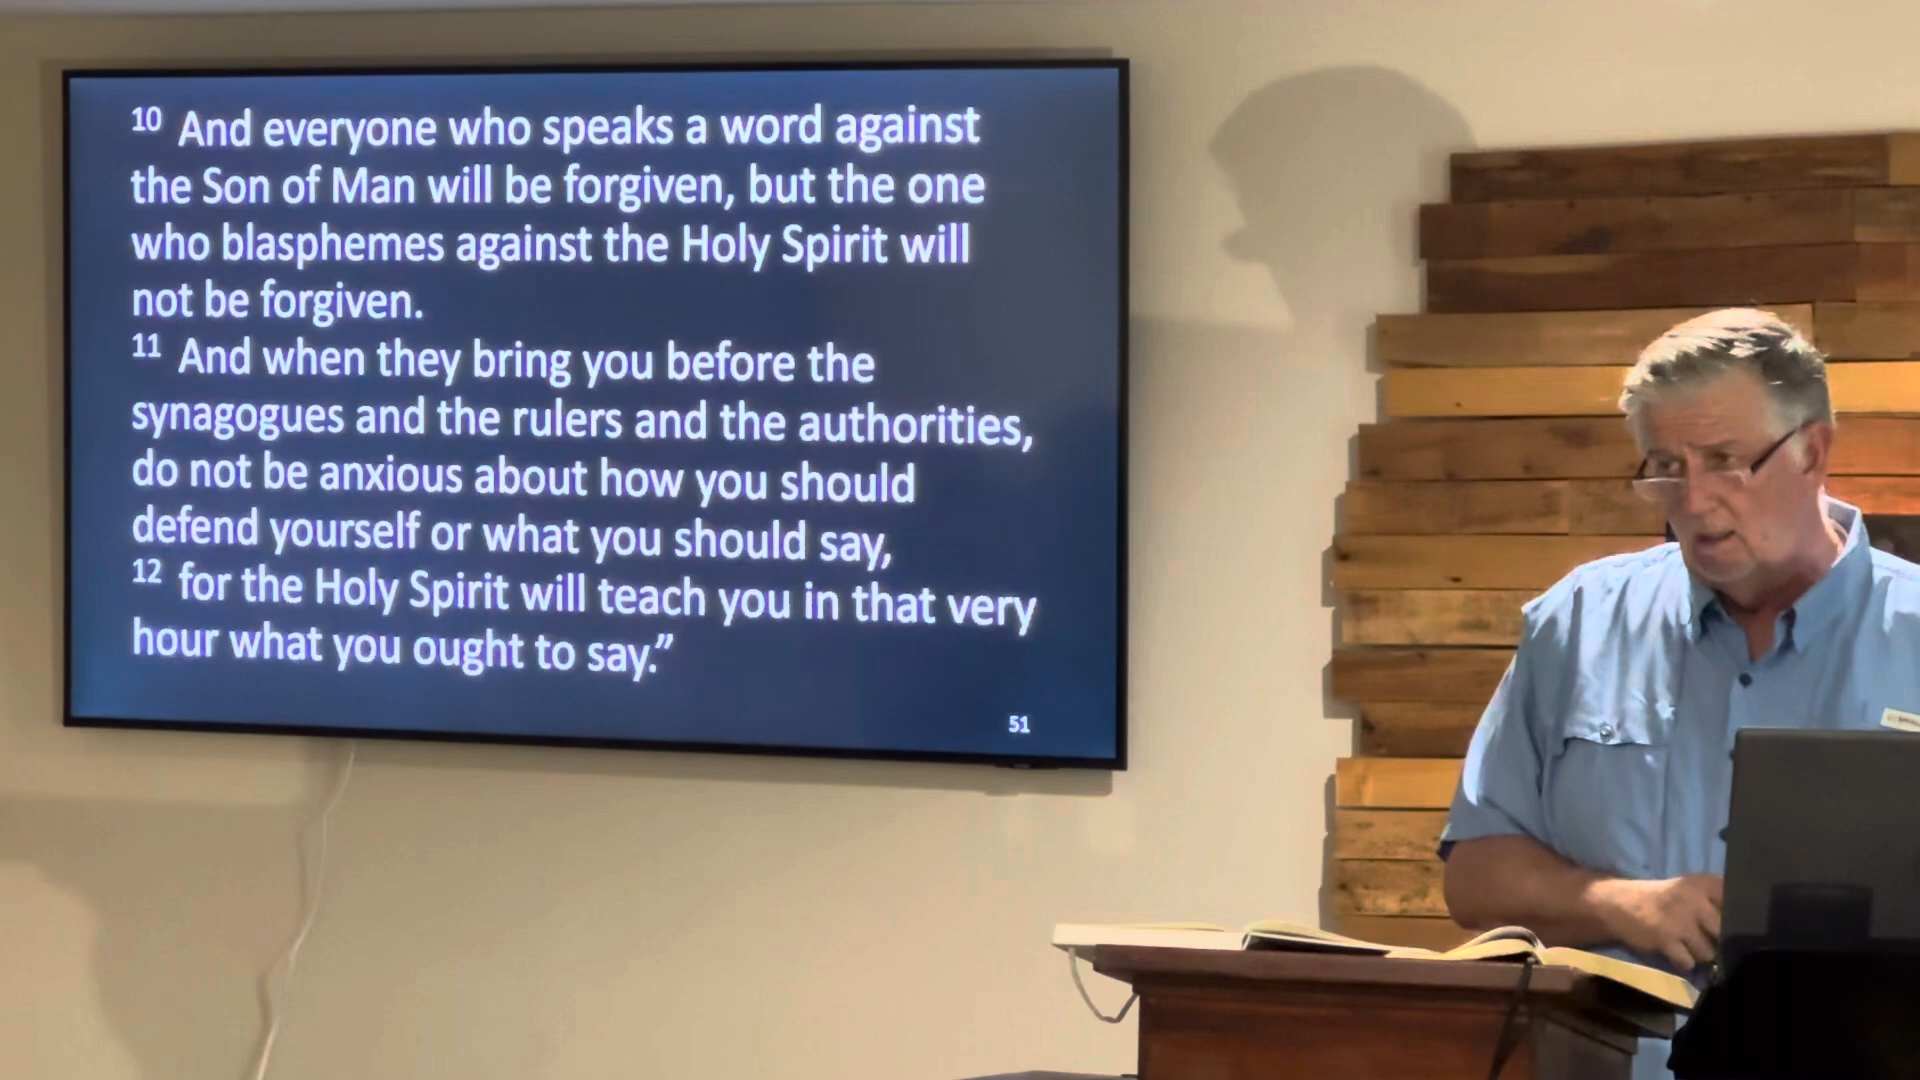 10 And everyone who speaks a word against
the Son of Man will be forgiven, but the one
who blasphemes against the Holy Spirit will
not be forgiven.
11 And when they bring you before the
synagogues and the rulers and the authorities,
do not be anxious about how you should
defend yourself or what you should say,
12 for the Holy Spirit will teach you in that very
hour what you ought to say.”
51